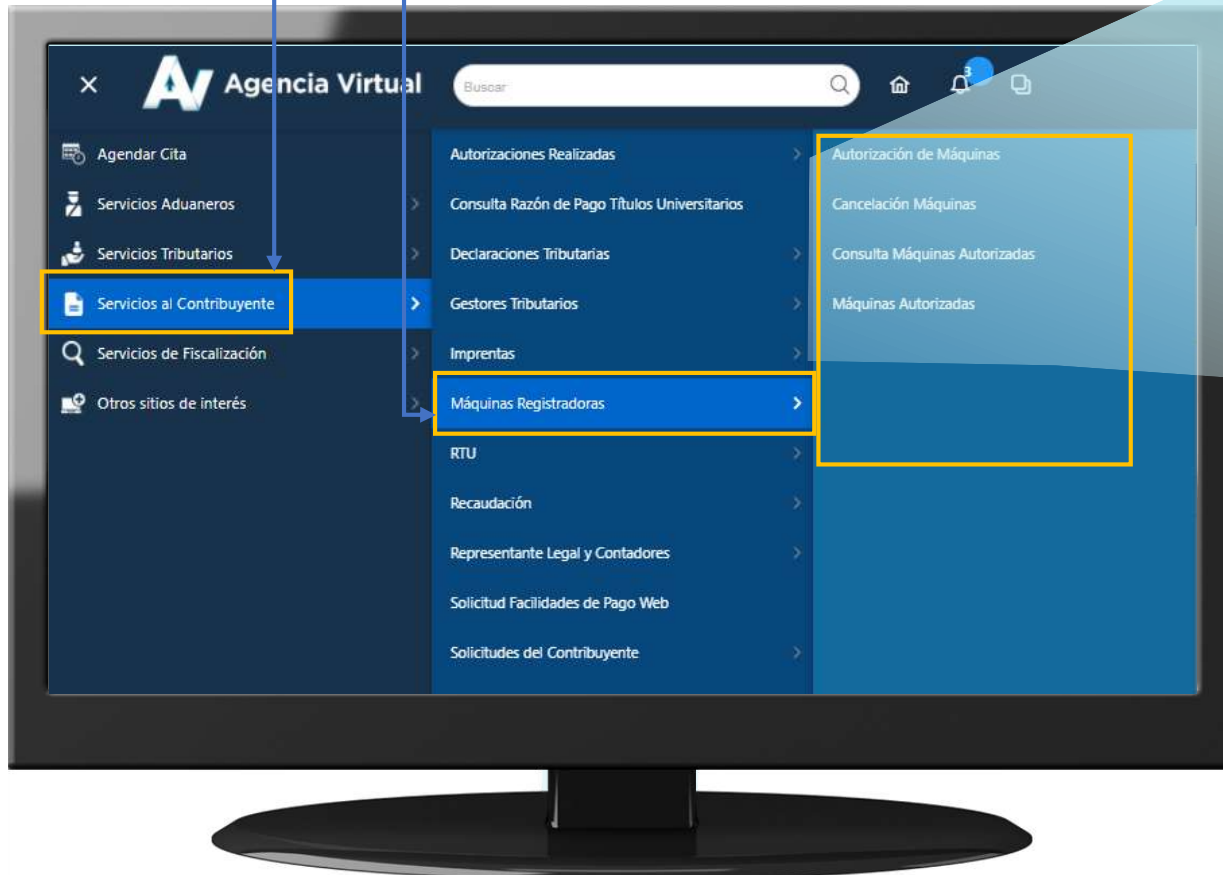 × AV Agencia Virtual Buscar 3
Agendar Cita
Servicios Aduaneros
Servicios Tributarios
Servicios al Contribuyente
Servicios de Fiscalización
Otros sitios de interés
Autorizaciones Realizadas
Consulta Razón de Pago Títulos Universitarios
Declaraciones Tributarias
Gestores Tributarios
Imprentas
Máquinas Registradoras
RTU
Recaudación
Representante Legal y Contadores
Solicitud Facilidades de Pago Web
Solicitudes del Contribuyente
Autorización de Máquinas
Cancelación Máquinas
Consulta Máquinas Autorizadas
Máquinas Autorizadas